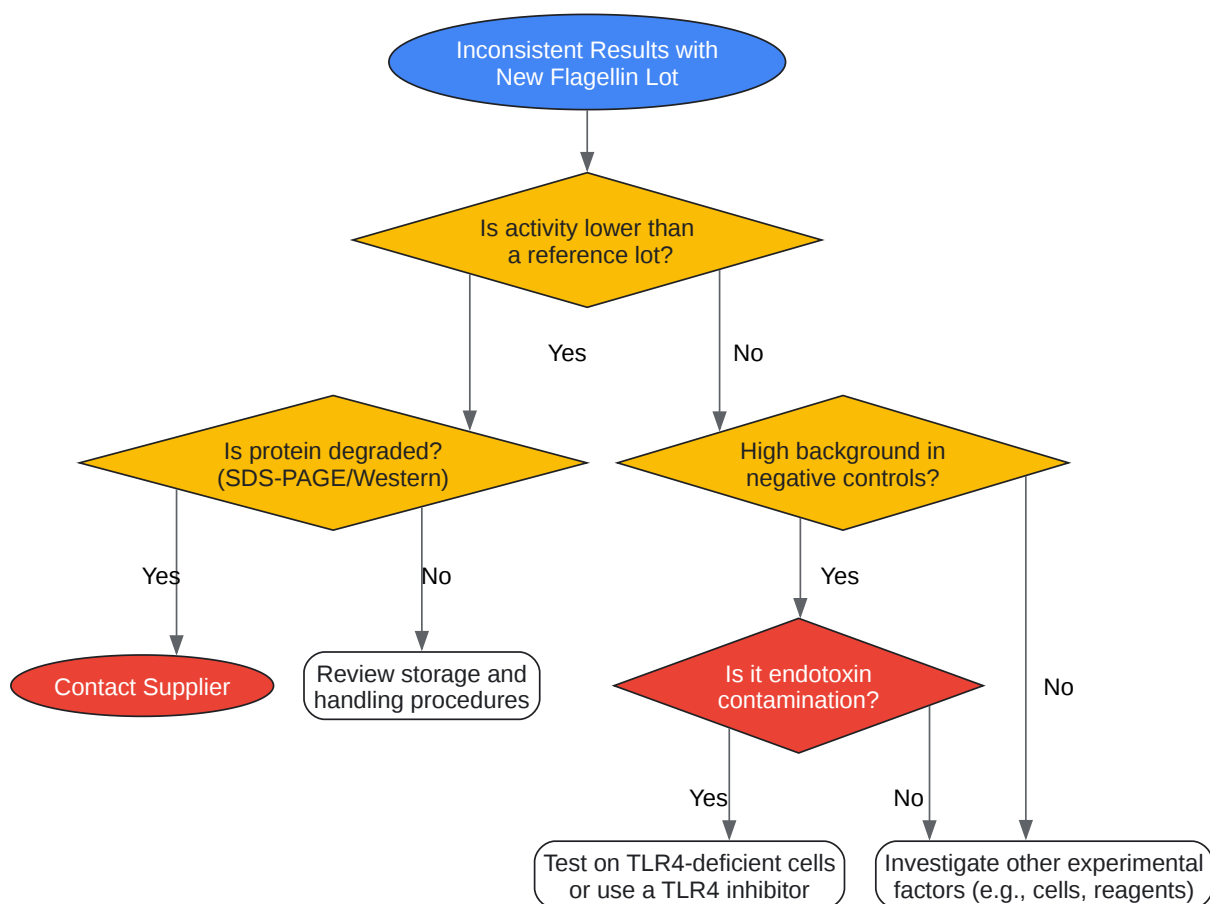 Inconsistent Results with
New Flagellin Lot
Is activity lower than
a reference lot?
Yes
No
Is protein degraded?
(SDS-PAGE/Western)
High background in
negative controls?
Yes
No
Yes
Contact Supplier
Review storage and
handling procedures
Is it endotoxin
contamination?
No
Yes
No
Test on TLR4-deficient cells
or use a TLR4 inhibitor
Investigate other experimental
factors (e.g., cells, reagents)